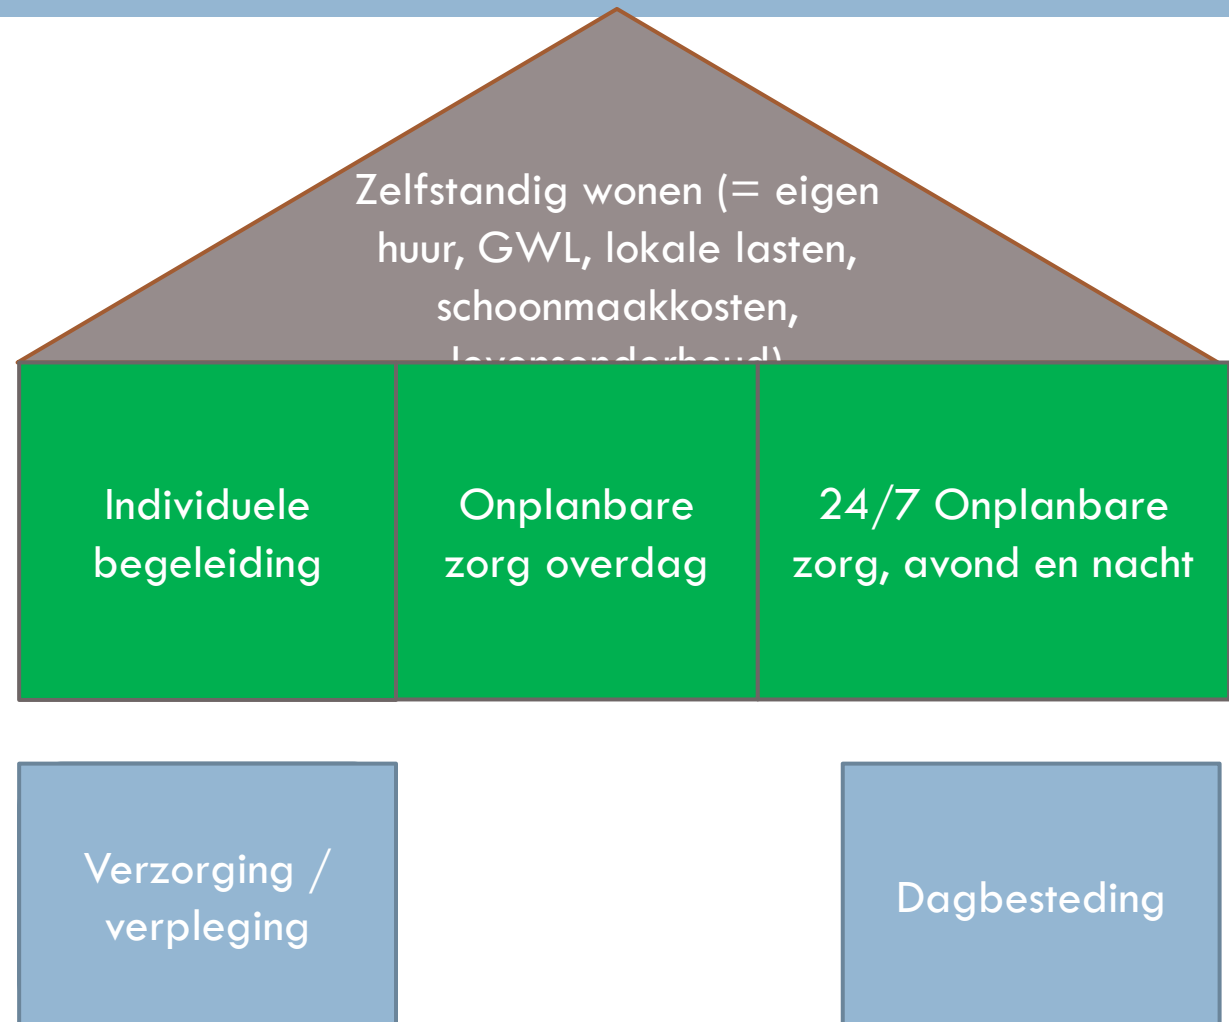 Zelfstandig wonen (= eigen
huur, GWL, lokale lasten,
schoonmaakkosten,
levensonderhoud)
Individuele
begeleiding
Onplanbare
zorg overdag
24/7 Onplanbare
zorg, avond en nacht
Verzorging /
verpleging
Dagbesteding